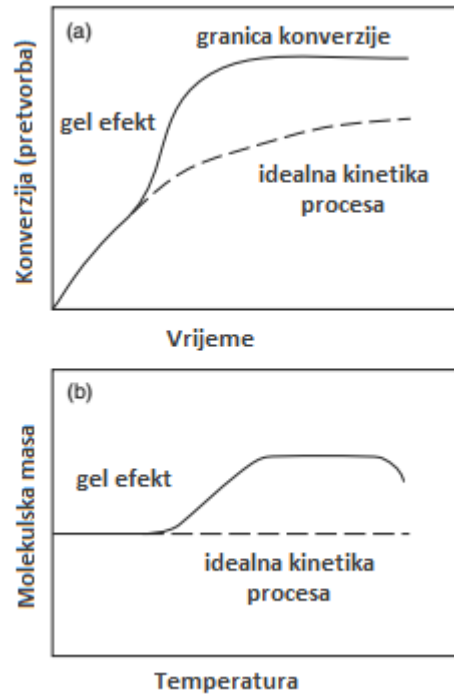 (a)
granica konverzije
gel efekt
idealna kinetika
procesa
Konverzija (pretvorba)
Vrijeme
(b)
gel efekt
idealna kinetika
procesa
Molekulska masa
Temperatura